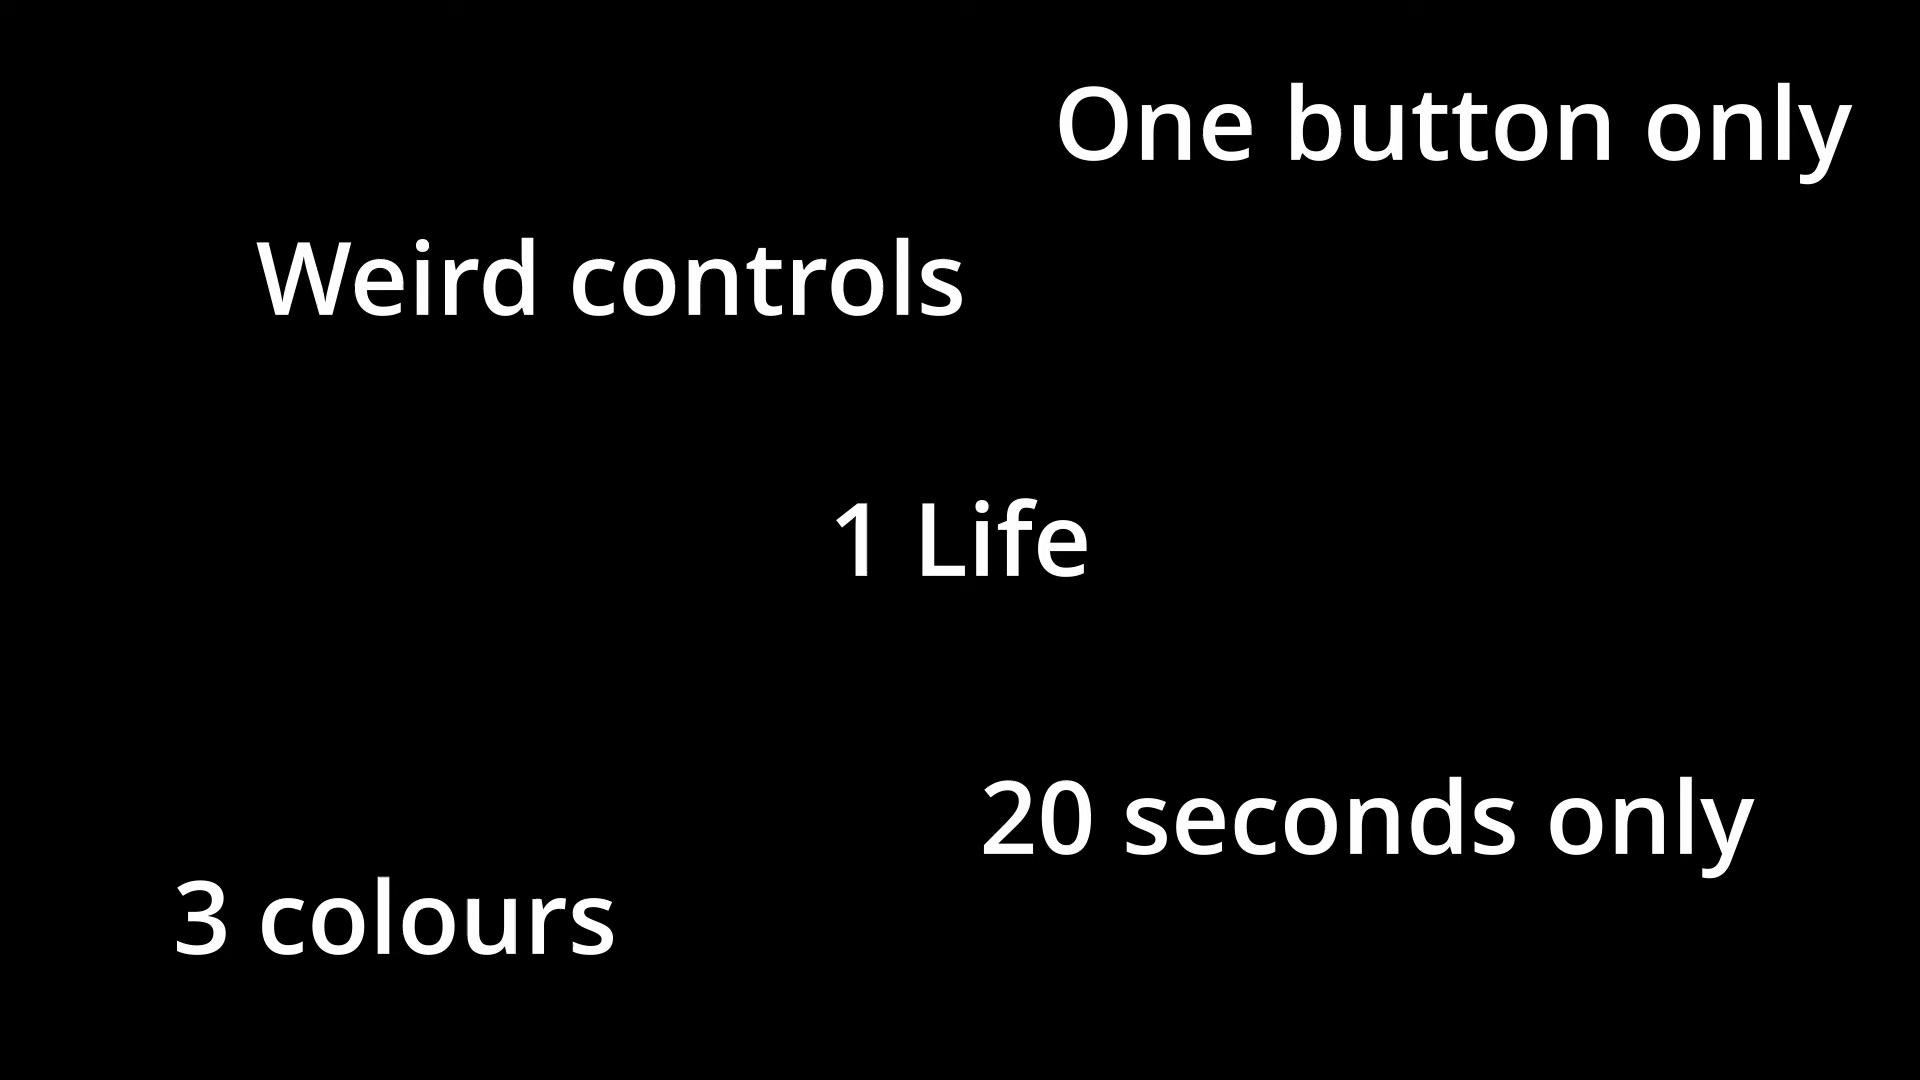 One button only
Weird controls
1 Life
20 seconds only
3 colours